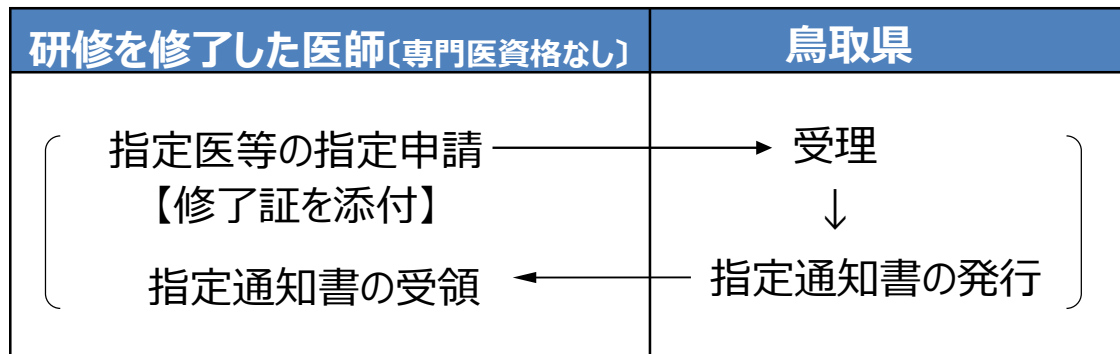 研修を修了した医師〔専門医資格なし〕
鳥取県
指定医等の指定申請
受理
【修了証を添付】
↓
指定通知書の受領
指定通知書の発行